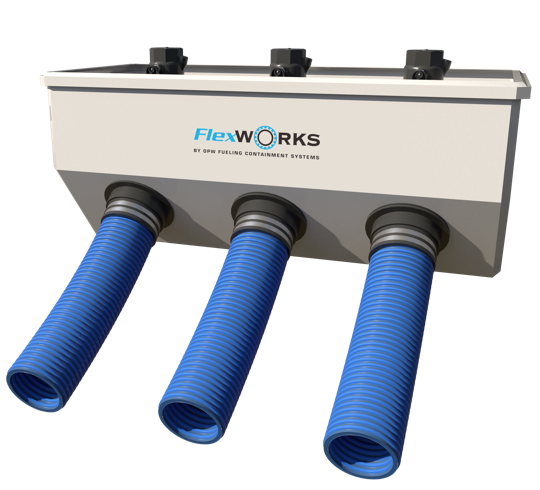 FlexWORKS
BY OPW FUELING CONTAINMENT SYSTEMS